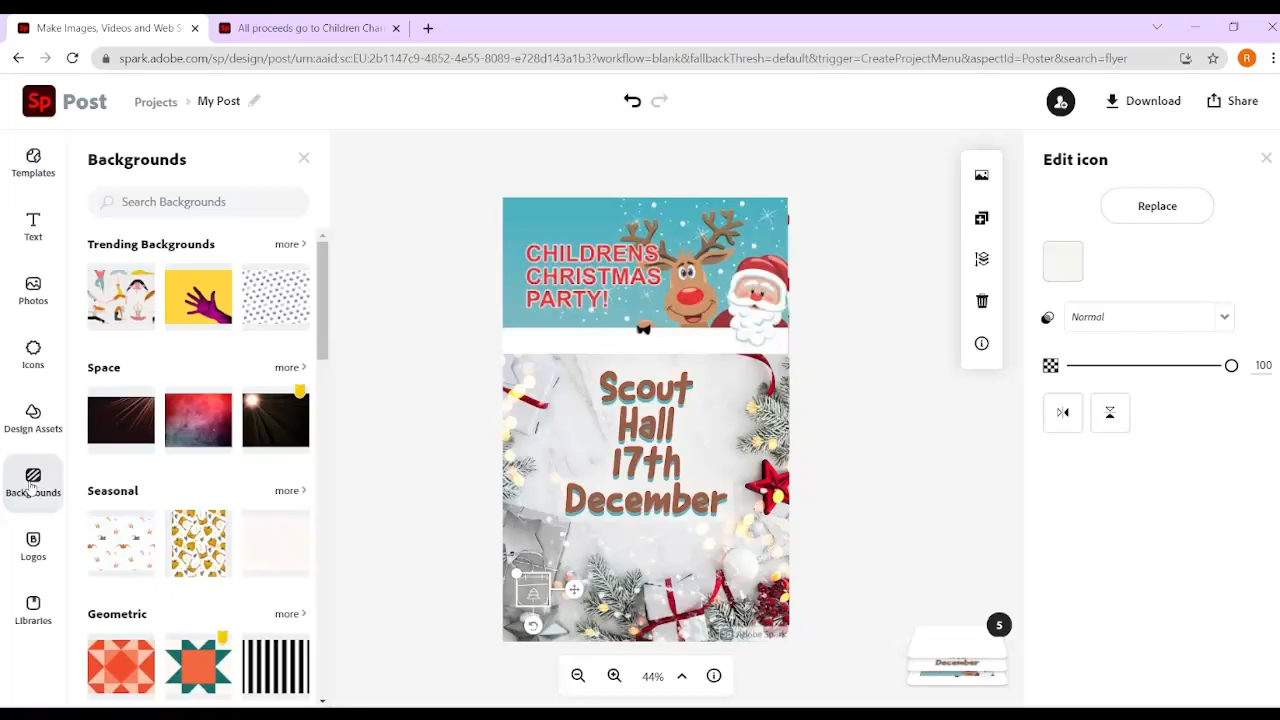 Make Images, Videos and Web S
All proceeds go to Children Char
spark.adobe.com/sp/design/post/urn:aaid:sc:EU:2b1147c9-4852-4e55-8089-e728df43a1b3?workflow=blank&fallbackThresh=default&trigger=CreateProjectMenu&aspectId=Poster&search=flyer
R
Sp Post
Projects > My Post
Download
Share
Templates
Text
Photos
Icons
Design Assets
Backgrounds
Logos
Libraries
Backgrounds
Search Backgrounds
Trending Backgrounds
more >
Space
more >
Seasonal
more >
Geometric
more >
CHILDRENS
CHRISTMAS
PARTY!
Scout
Hall
17th
December
Adobe Spark
44%
5
December
Edit icon
Replace
Normal
100